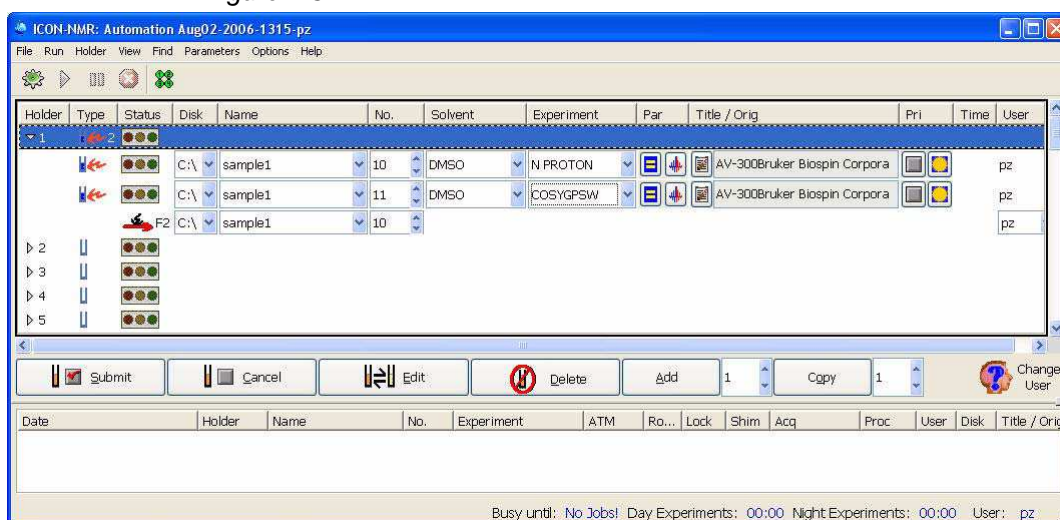 ICON-NMR: Automation Aug02-2006-1315-pz
File Run Holder View Find Parameters Options Help
Holder Type Status Disk Name No. Solvent Experiment Par Title / Orig Pri Time User
1 2
C:\ sample1 10 DMSO N PROTON AV-300Bruker Biospin Corpora pz
C:\ sample1 11 DMSO COSYGPSW AV-300Bruker Biospin Corpora pz
F2 C:\ sample1 10 pz
2
3
4
5
Submit Cancel Edit Delete Add 1 Copy 1 Change User
Date Holder Name No. Experiment ATM Ro... Lock Shim Acq Proc User Disk Title / Orig
Busy until: No Jobs! Day Experiments: 00:00 Night Experiments: 00:00 User: pz